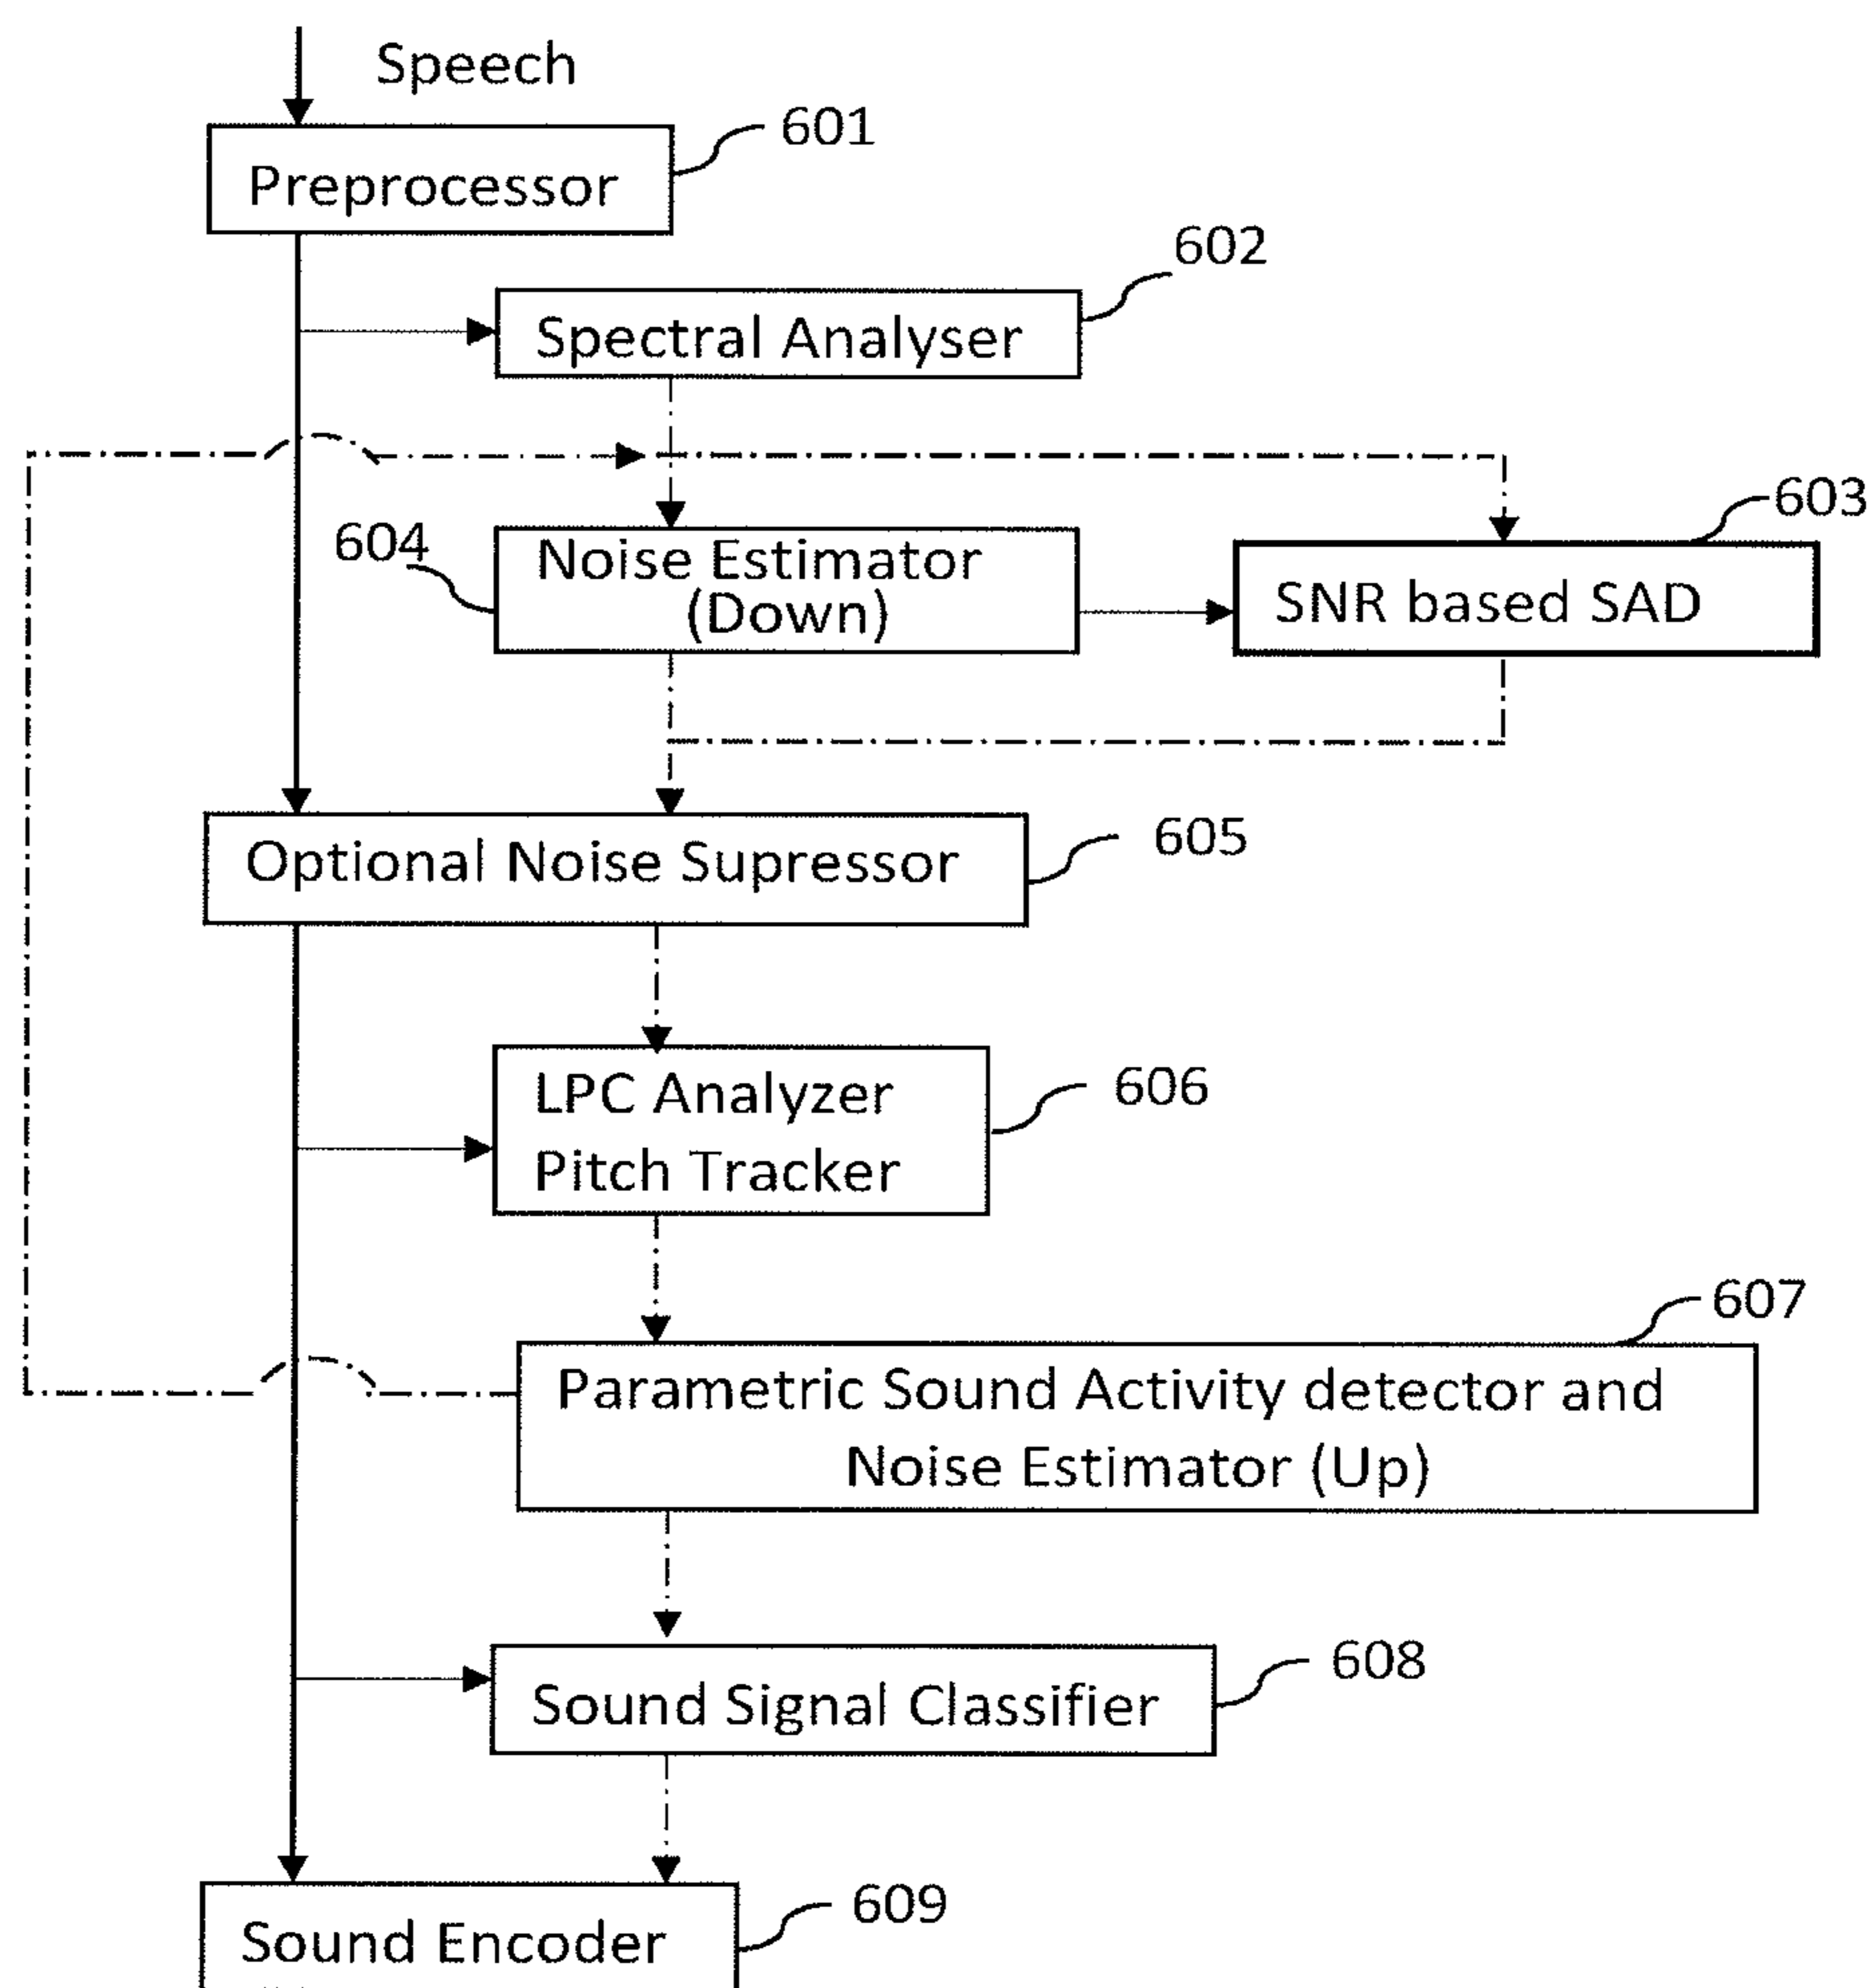 Speech
601
Preprocessor
602
Spectral Analyser
603
604
Noise Estimator
(Down)
SNR based SAD
605
Optional Noise Supressor
606
LPC Analyzer
Pitch Tracker
607
Parametric Sound Activity detector and
Noise Estimator (Up)
608
Sound Signal Classifier
609
Sound Encoder